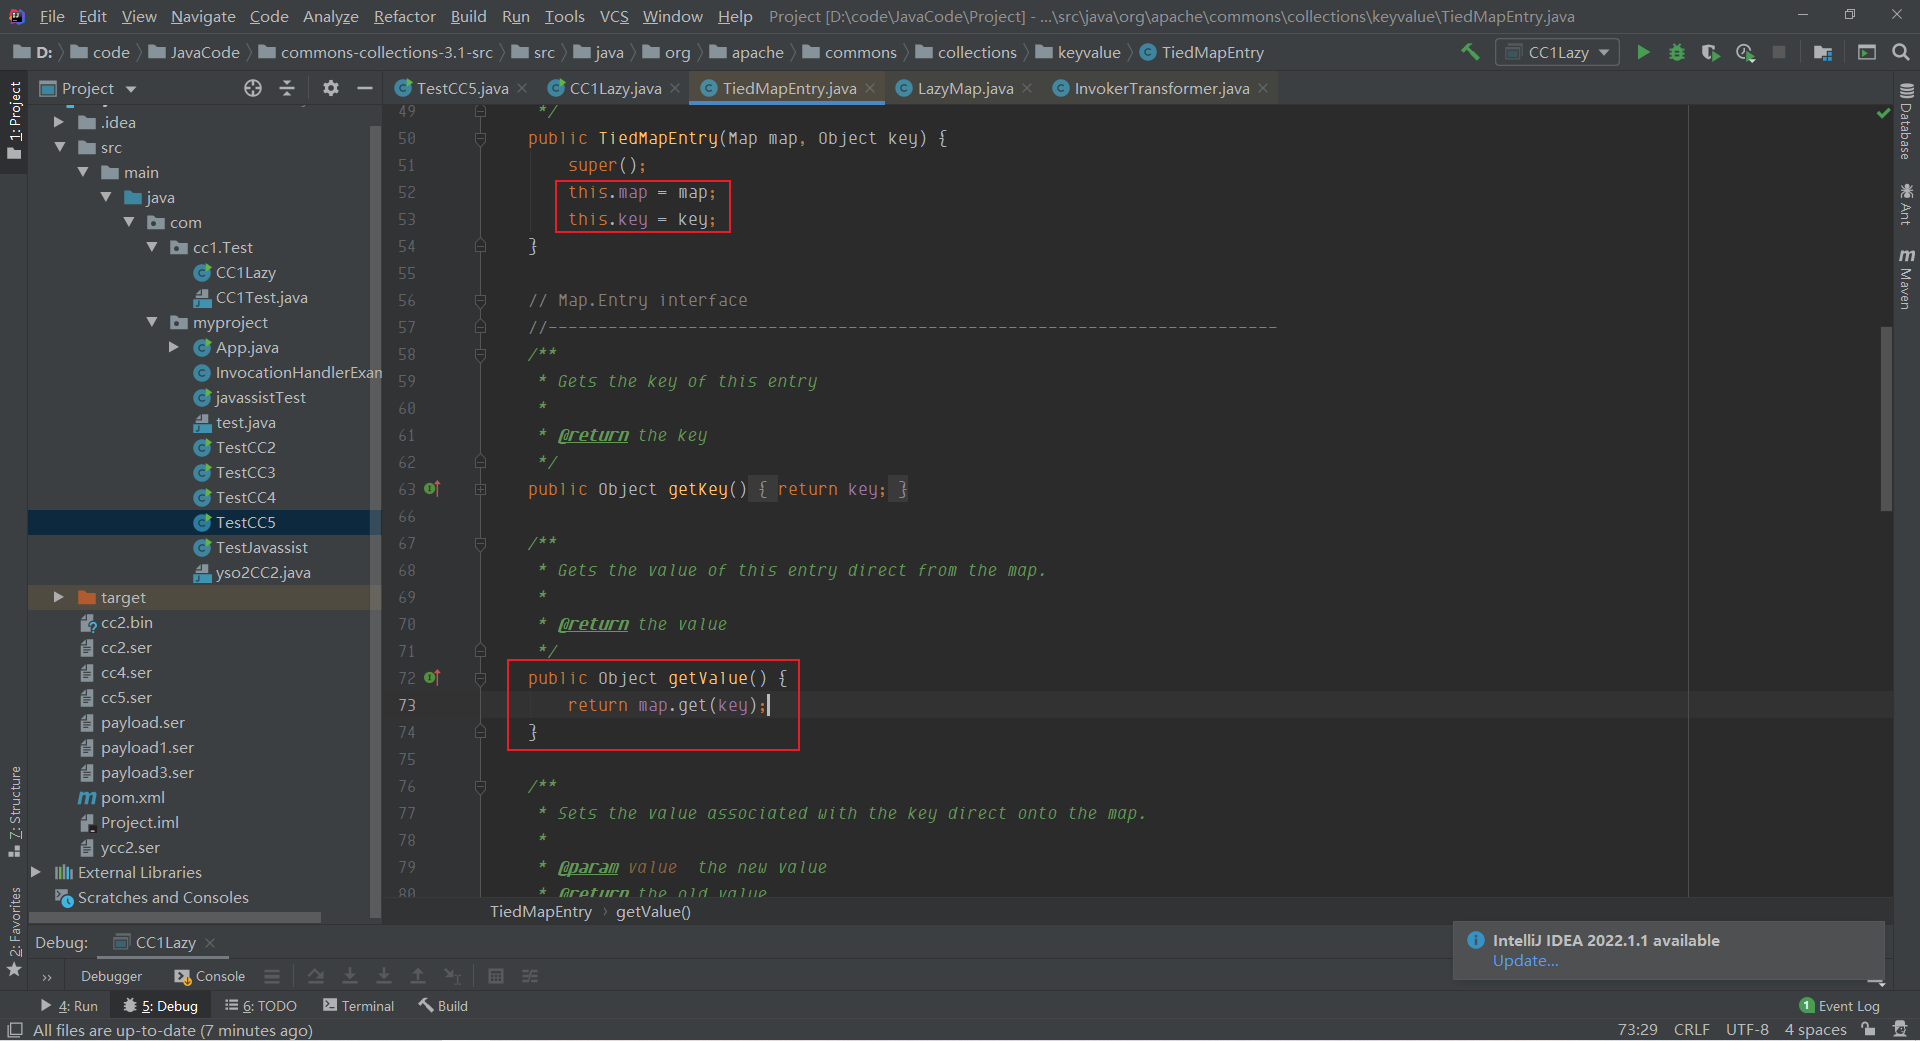 File Edit View Navigate Code Analyze Refactor Build Run Tools VCS Window Help Project [D:\code\JavaCode\Project] - ...\src\java\org\apache\commons\collections\keyvalue\TiedMapEntry.java
D: code JavaCode commons-collections-3.1-src src java org apache commons collections keyvalue TiedMapEntry CC1Lazy
Project
TestCC5.java CC1Lazy.java TiedMapEntry.java LazyMap.java InvokerTransformer.java
1: Project
7: Structure
2: Favorites
.idea
src
main
java
com
cc1.Test
CC1Lazy
CC1Test.java
myproject
App.java
InvocationHandlerExam
javassistTest
test.java
TestCC2
TestCC3
TestCC4
TestCC5
TestJavassist
yso2CC2.java
target
cc2.bin
cc2.ser
cc4.ser
cc5.ser
payload.ser
payload1.ser
payload3.ser
pom.xml
Project.iml
ycc2.ser
External Libraries
Scratches and Consoles
49 */
50 public TiedMapEntry(Map map, Object key) {
51 super();
52 this.map = map;
53 this.key = key;
54 }
55
56 // Map.Entry interface
57 //-------------------------------------------------------------------------
58 /**
59 * Gets the key of this entry
60 *
61 * @return the key
62 */
63 public Object getKey() { return key; }
66
67 /**
68 * Gets the value of this entry direct from the map.
69 *
70 * @return the value
71 */
72 public Object getValue() {
73 return map.get(key);
74 }
75
76 /**
77 * Sets the value associated with the key direct onto the map.
78 *
79 * @param value the new value
80 * @return the old value
TiedMapEntry › getValue()
Database
Ant
Maven
Debug: CC1Lazy
Debugger Console
IntelliJ IDEA 2022.1.1 available
Update...
4: Run 5: Debug 6: TODO Terminal Build 1 Event Log
All files are up-to-date (7 minutes ago) 73:29 CRLF UTF-8 4 spaces